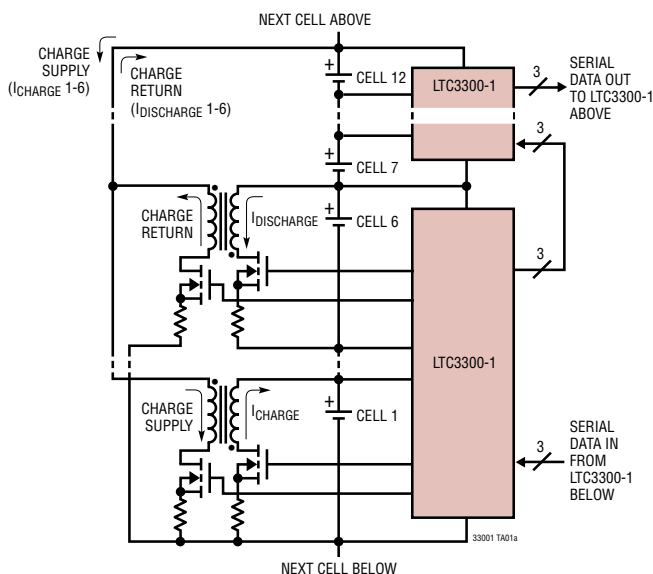 NEXT CELL ABOVE
CHARGE
SUPPLY
(ICHARGE 1-6)
CHARGE
RETURN
(IDISCHARGE 1-6)
+
CELL 12
LTC3300-1
3
SERIAL
DATA OUT
TO LTC3300-1
ABOVE
3
+
CELL 7
CHARGE
RETURN
IDISCHARGE
+
CELL 6
3
LTC3300-1
CHARGE
SUPPLY
ICHARGE
+
CELL 1
3
SERIAL
DATA IN
FROM
LTC3300-1
BELOW
33001 TA01a
NEXT CELL BELOW